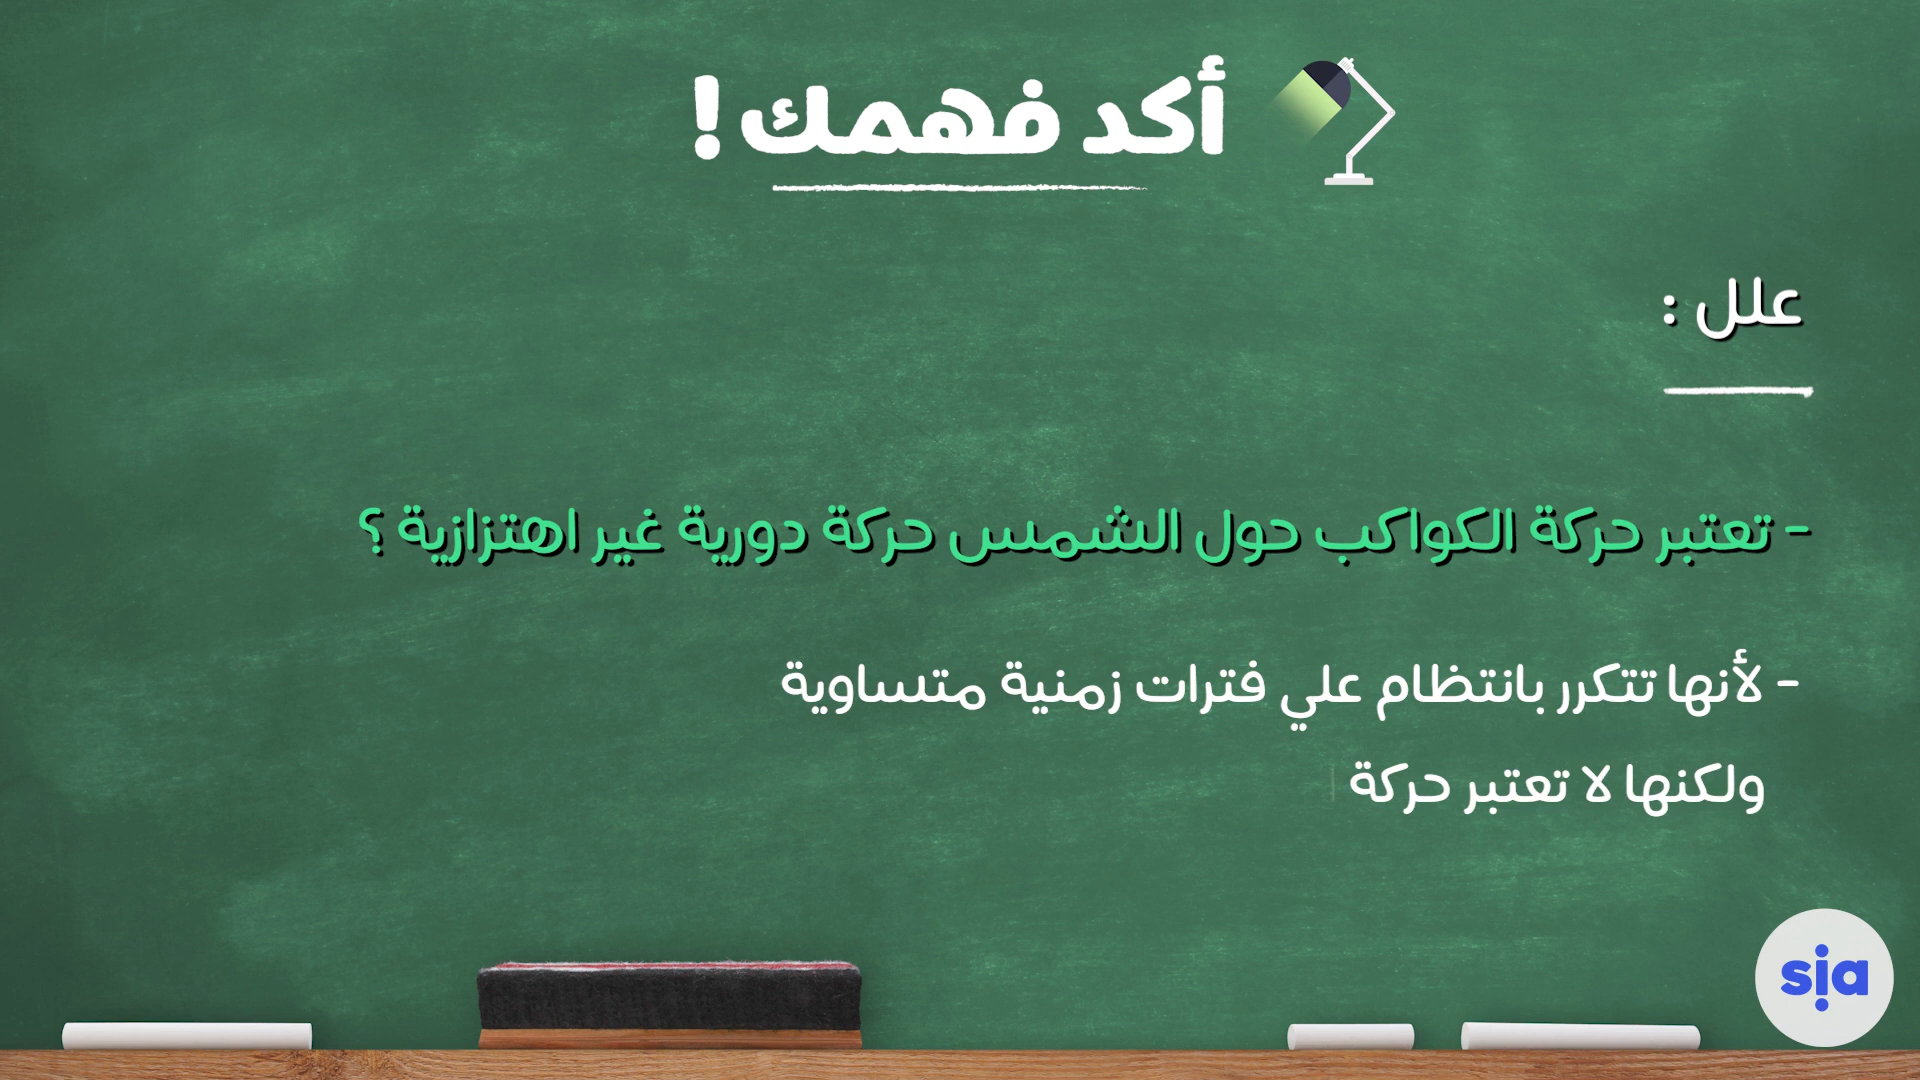 أكد فهمك !
علل :
- تعتبر حركة الكواكب حول الشمس حركة دورية غير اهتزازية ؟
- لأنها تتكرر بانتظام علي فترات زمنية متساوية
ولكنها لا تعتبر حركة
sia